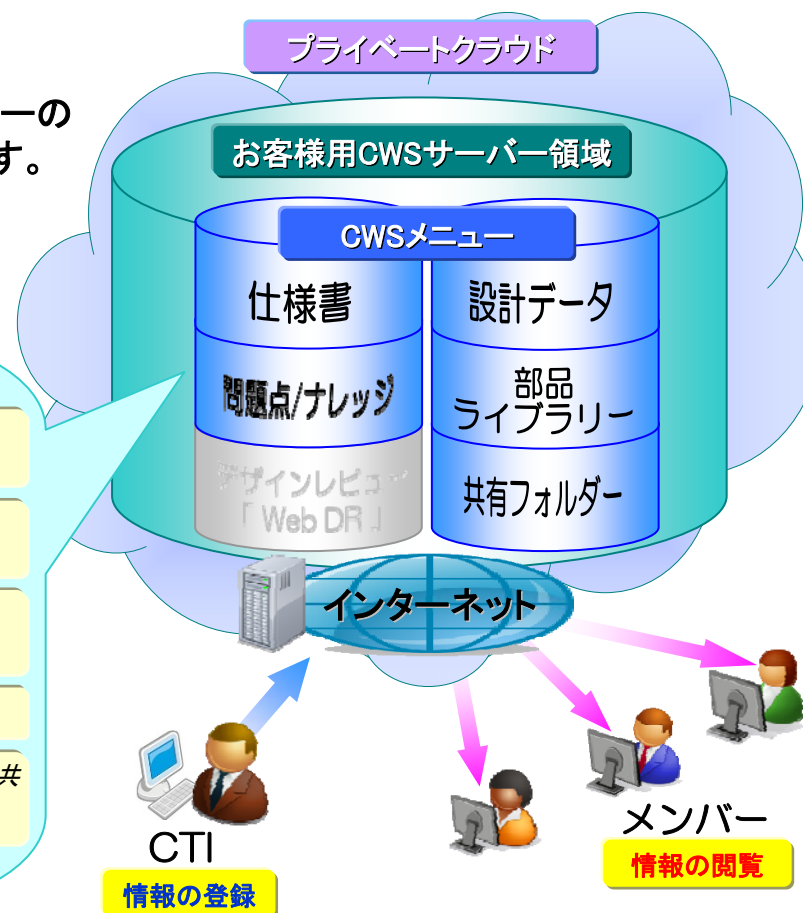 プライベートクラウド
ーの
す。
お客様用CWSサーバー領域
CWSメニュー
仕様書
設計データ
問題点/ナレッジ
部品
ライブラリー
デザインレビュー
「 Web DR 」
共有フォルダー
インターネット
共
CTI
情報の登録
メンバー
情報の閲覧